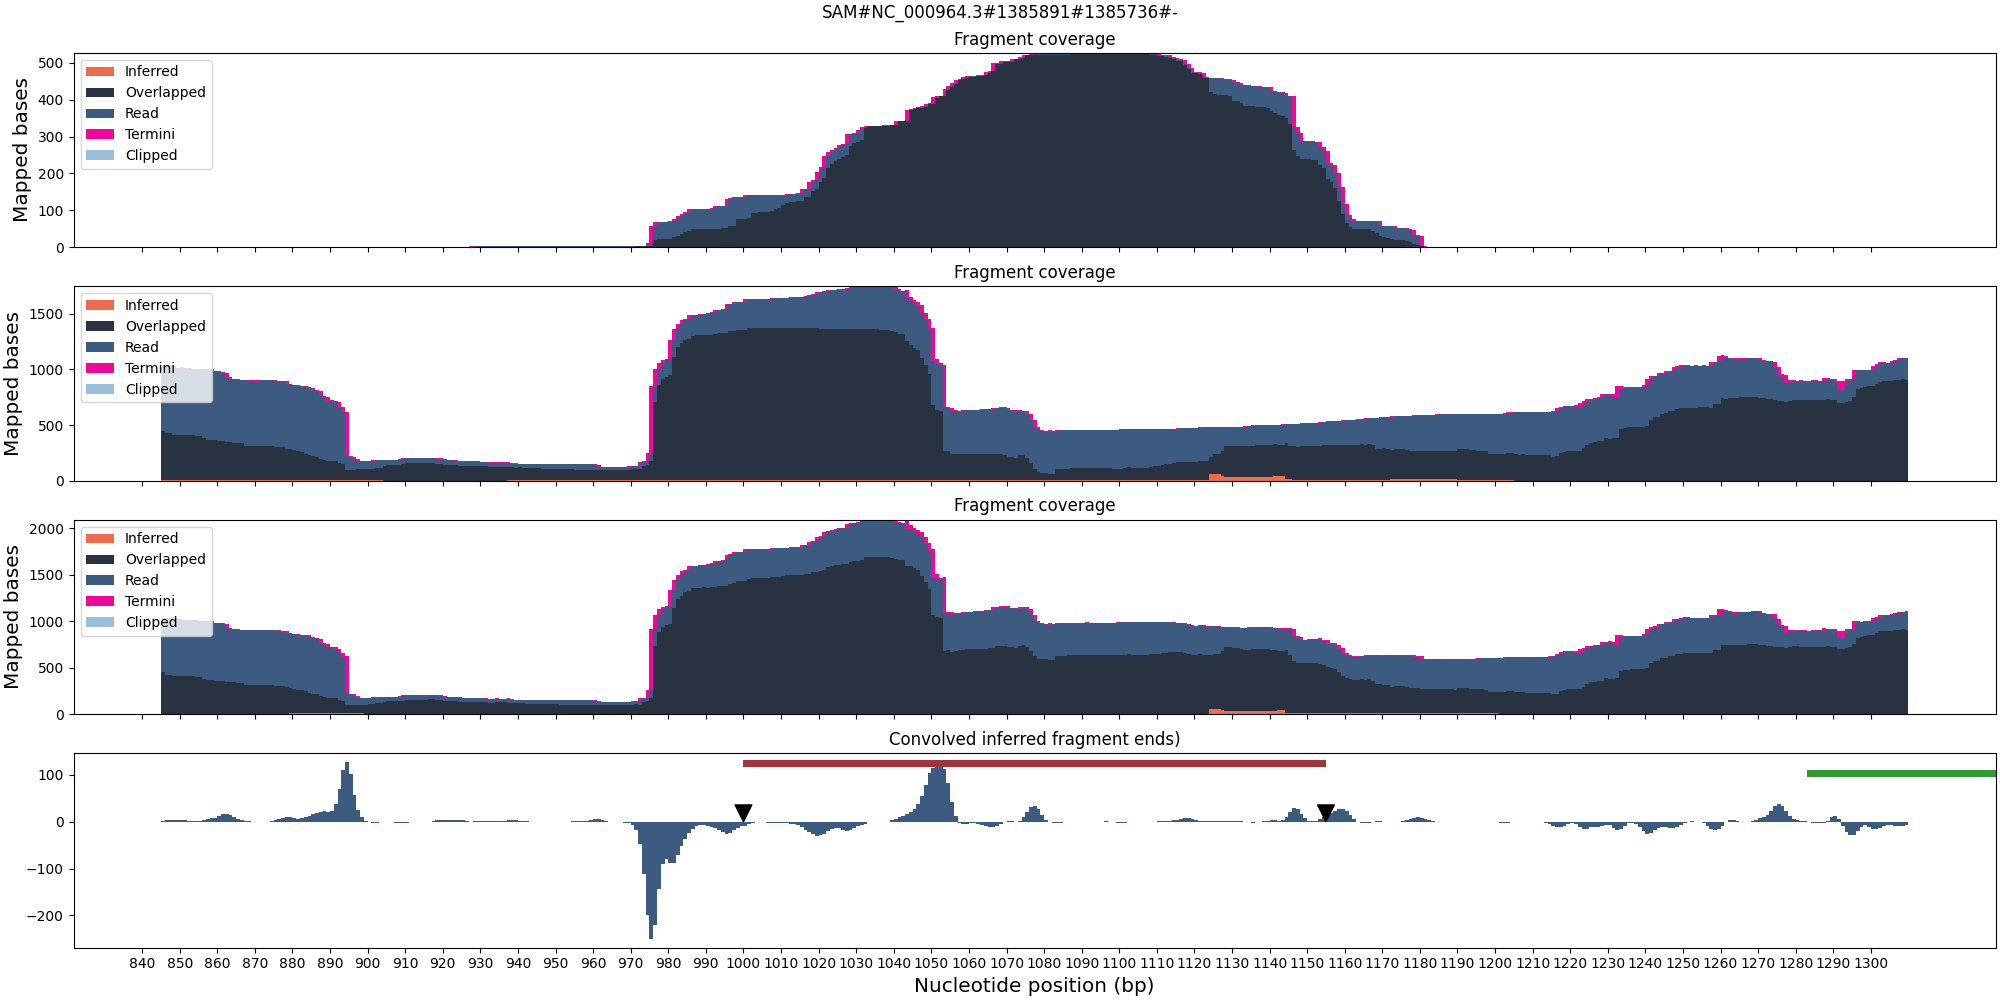 SAM#NC_000964.3#1385891#1385736#-
Fragment coverage
Mapped bases
500
400
300
200
100
0
Inferred
Overlapped
Read
Termini
Clipped
Fragment coverage
Mapped bases
1500
1000
500
0
Inferred
Overlapped
Read
Termini
Clipped
Fragment coverage
Mapped bases
2000
1500
1000
500
0
Inferred
Overlapped
Read
Termini
Clipped
Convolved inferred fragment ends)
100
0
−100
−200
840 850 860 870 880 890 900 910 920 930 940 950 960 970 980 990 1000 1010 1020 1030 1040 1050 1060 1070 1080 1090 1100 1110 1120 1130 1140 1150 1160 1170 1180 1190 1200 1210 1220 1230 1240 1250 1260 1270 1280 1290 1300
Nucleotide position (bp)